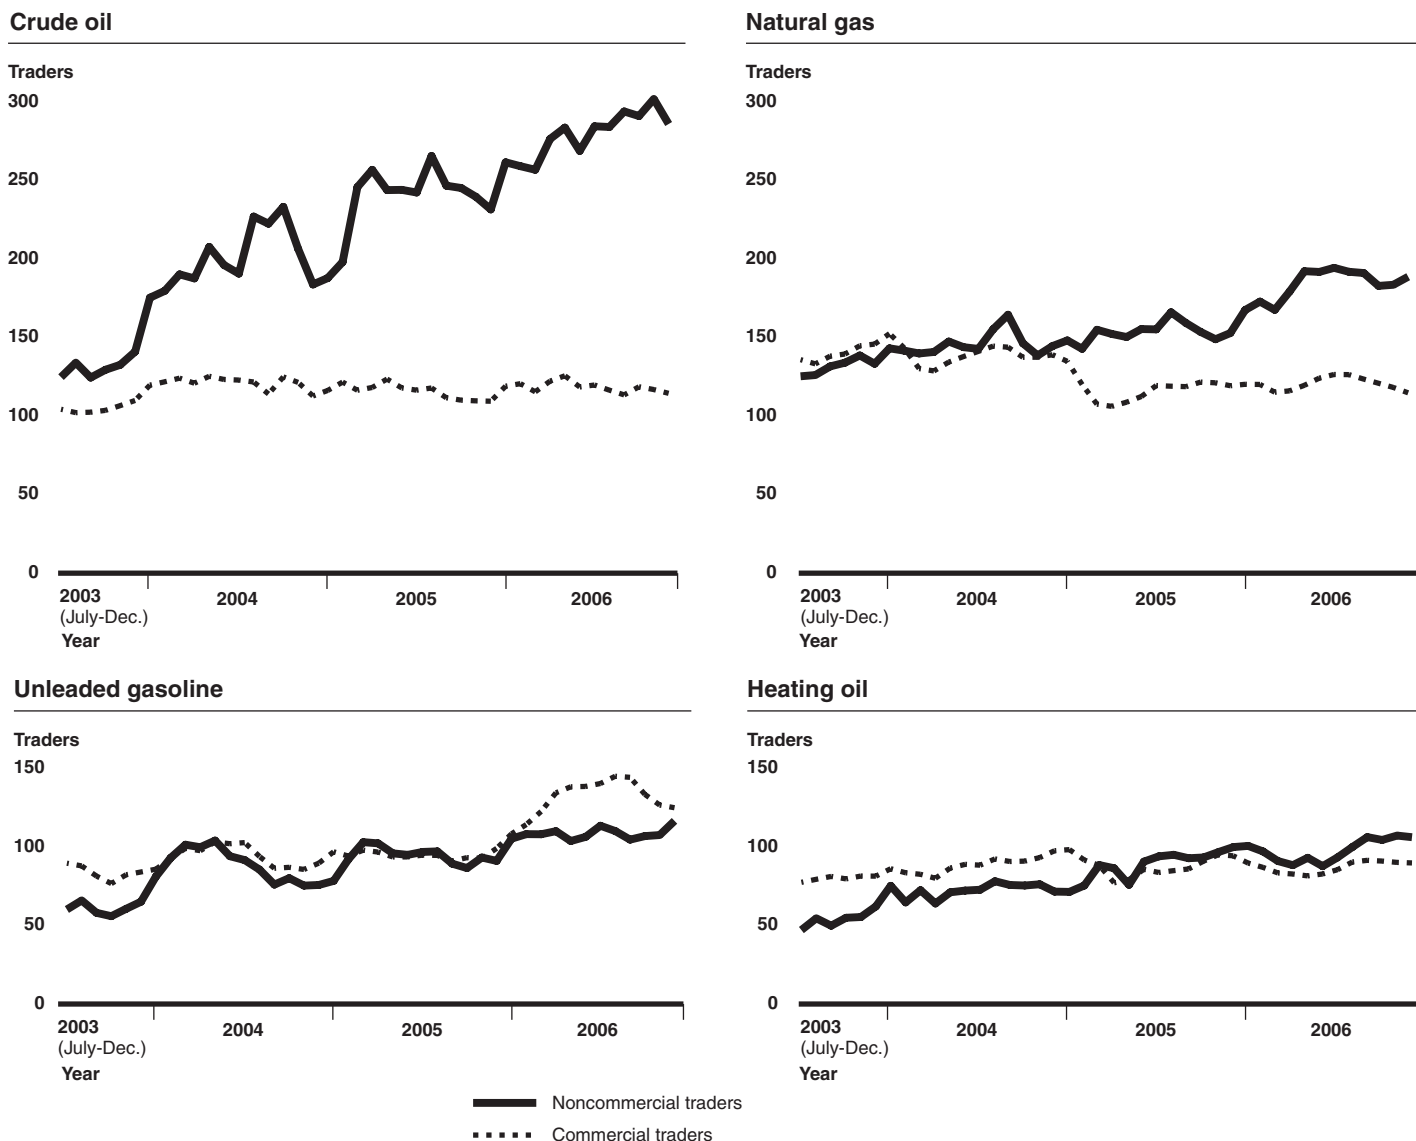 Crude oil
Traders
300
250
200
150
100
50
0
2003 2004 2005 2006
(July-Dec.)
Year
Natural gas
Traders
300
250
200
150
100
50
0
2003 2004 2005 2006
(July-Dec.)
Year
Unleaded gasoline
Traders
150
100
50
0
2003 2004 2005 2006
(July-Dec.)
Year
Heating oil
Traders
150
100
50
0
2003 2004 2005 2006
(July-Dec.)
Year
Noncommercial traders
Commercial traders